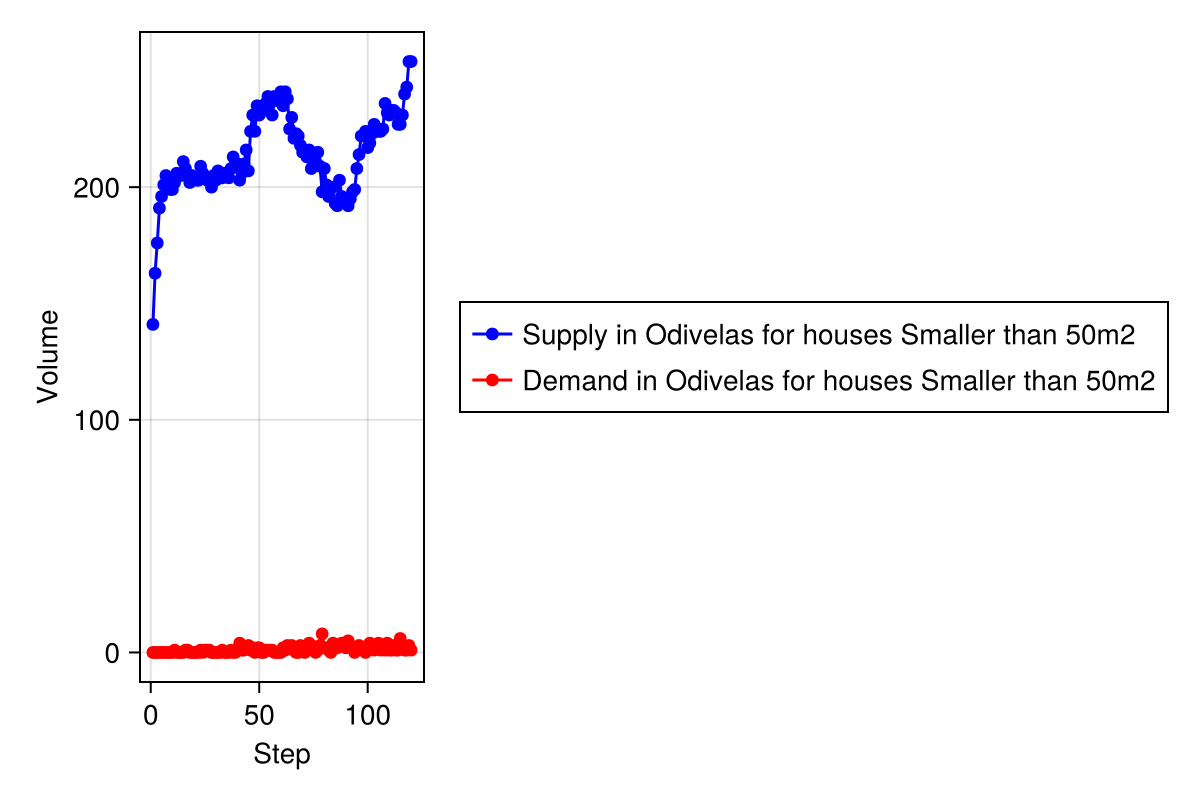 Volume
200
100
0
0 50 100
Step
Supply in Odivelas for houses Smaller than 50m2
Demand in Odivelas for houses Smaller than 50m2